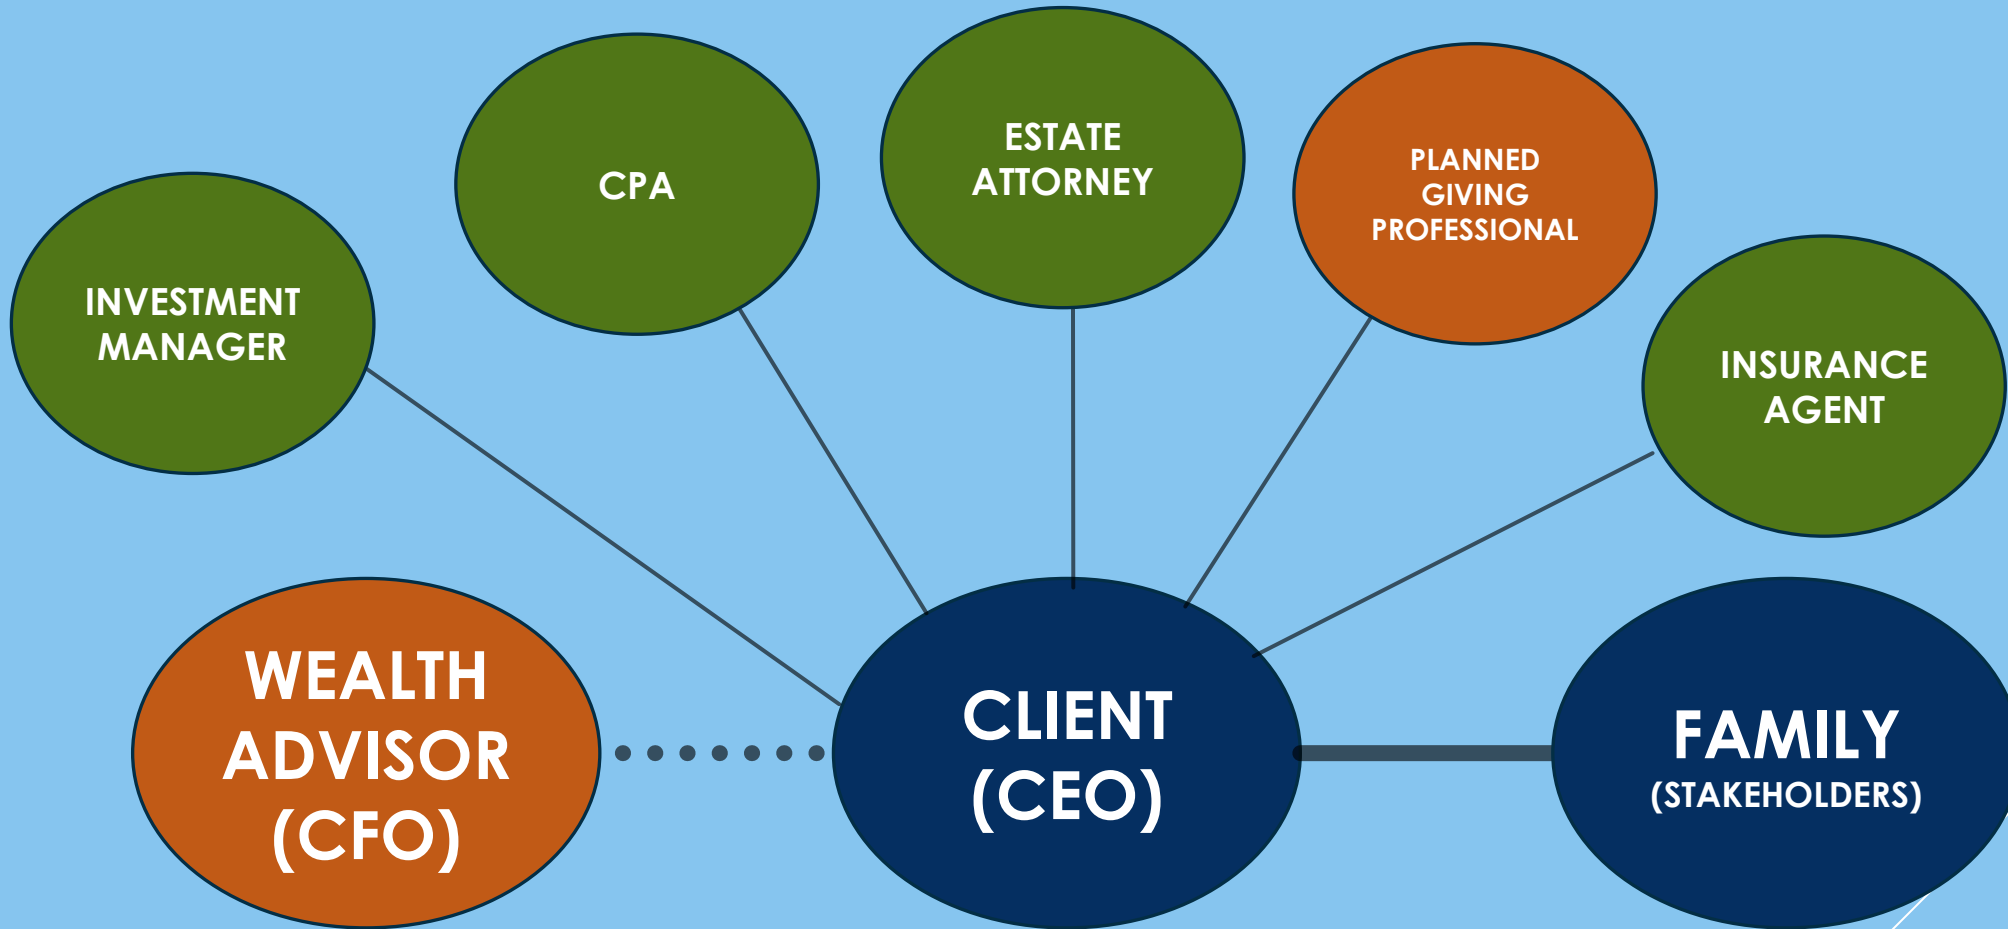 INVESTMENT
MANAGER
CPA
ESTATE
ATTORNEY
PLANNED
GIVING
PROFESSIONAL
INSURANCE
AGENT
WEALTH
ADVISOR
(CFO)
CLIENT
(CEO)
FAMILY
(STAKEHOLDERS)